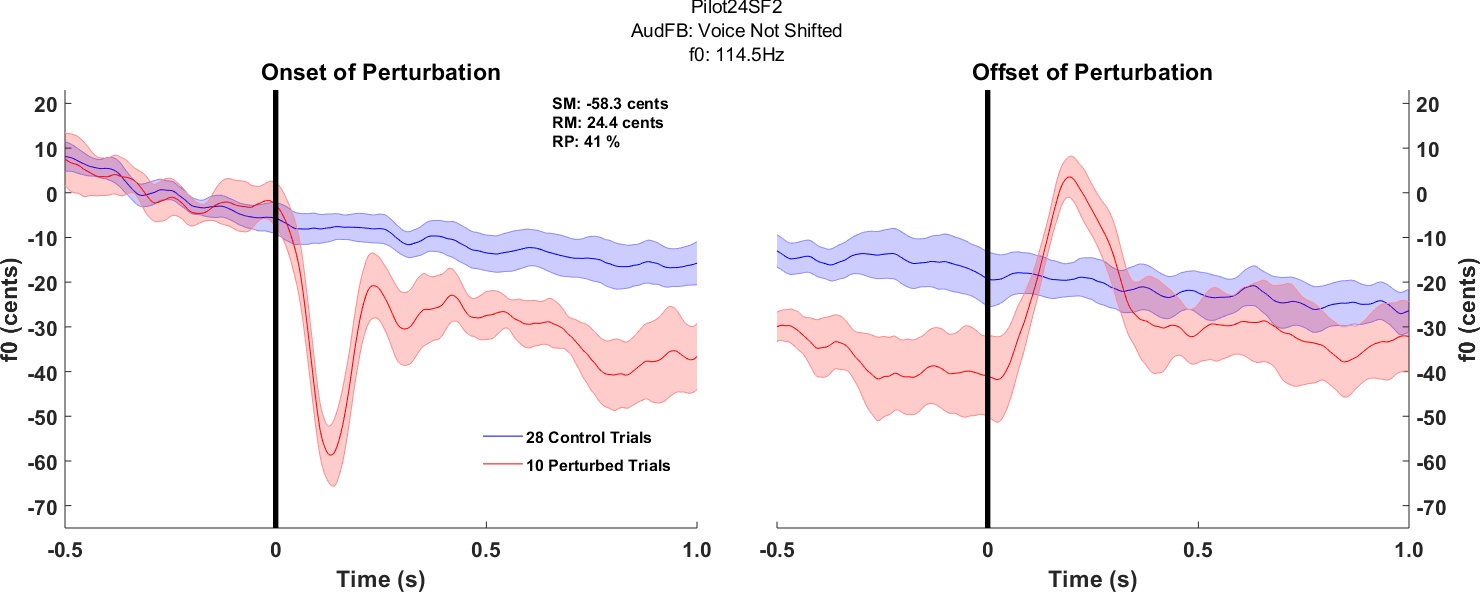 Pilot24SF2
AudFB: Voice Not Shifted
f0: 114.5Hz
Onset of Perturbation
SM: -58.3 cents
RM: 24.4 cents
RP: 41 %
20
10
0
-10
-20
-30
-40
-50
-60
-70
f0 (cents)
28 Control Trials
10 Perturbed Trials
-0.5
0
0.5
1.0
Time (s)
Offset of Perturbation
20
10
0
-10
-20
-30
-40
-50
-60
-70
f0 (cents)
-0.5
0
0.5
1.0
Time (s)